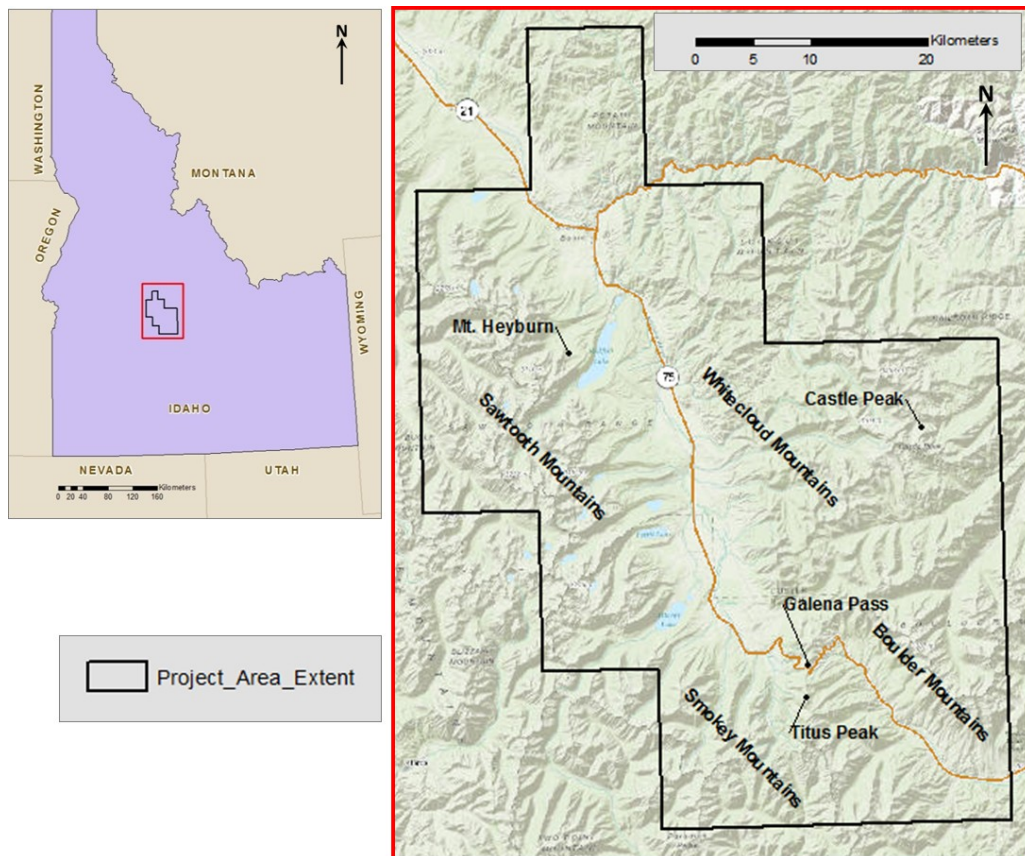 N
WASHINGTON
MONTANA
OREGON
WYOMING
IDAHO
NEVADA
UTAH
Kilometers
0 20 40 80 120 160
Project_Area_Extent
Kilometers
0 5 10 20
N
21
Mt. Heyburn
75
Whitecloud Mountains
Castle Peak
Sawtooth Mountains
Galena Pass
Boulder Mountains
Smokey Mountains
Titus Peak